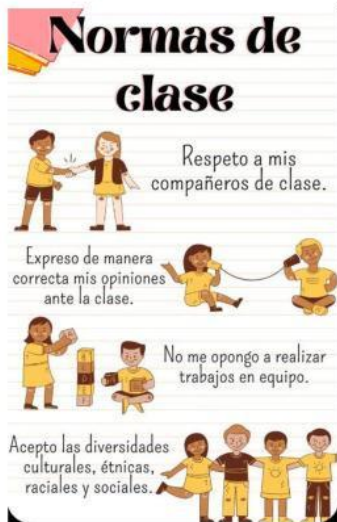 Normas de
clase
Respeto a mis
compañeros de clase.
Expreso de manera
correcta mis opiniones
ante la clase.
No me opongo a realizar
trabajos en equipo.
Acepto las diversidades
culturales, étnicas,
raciales y sociales.